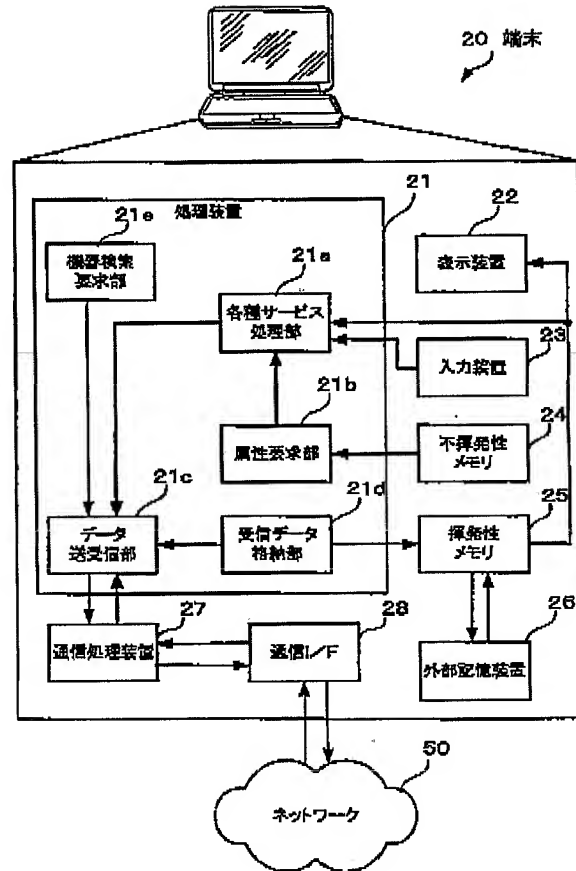 20 端末
21
処理装置
22
21e
機器検索
要求部
21a
各種サービス
処理部
表示装置
23
入力装置
21b
属性要求部
24
不揮発性
メモリ
21c
データ
送受信部
21d
受信データ
格納部
25
揮発性
メモリ
27
通信処理装置
28
通信I/F
26
外部記憶装置
50
ネットワーク